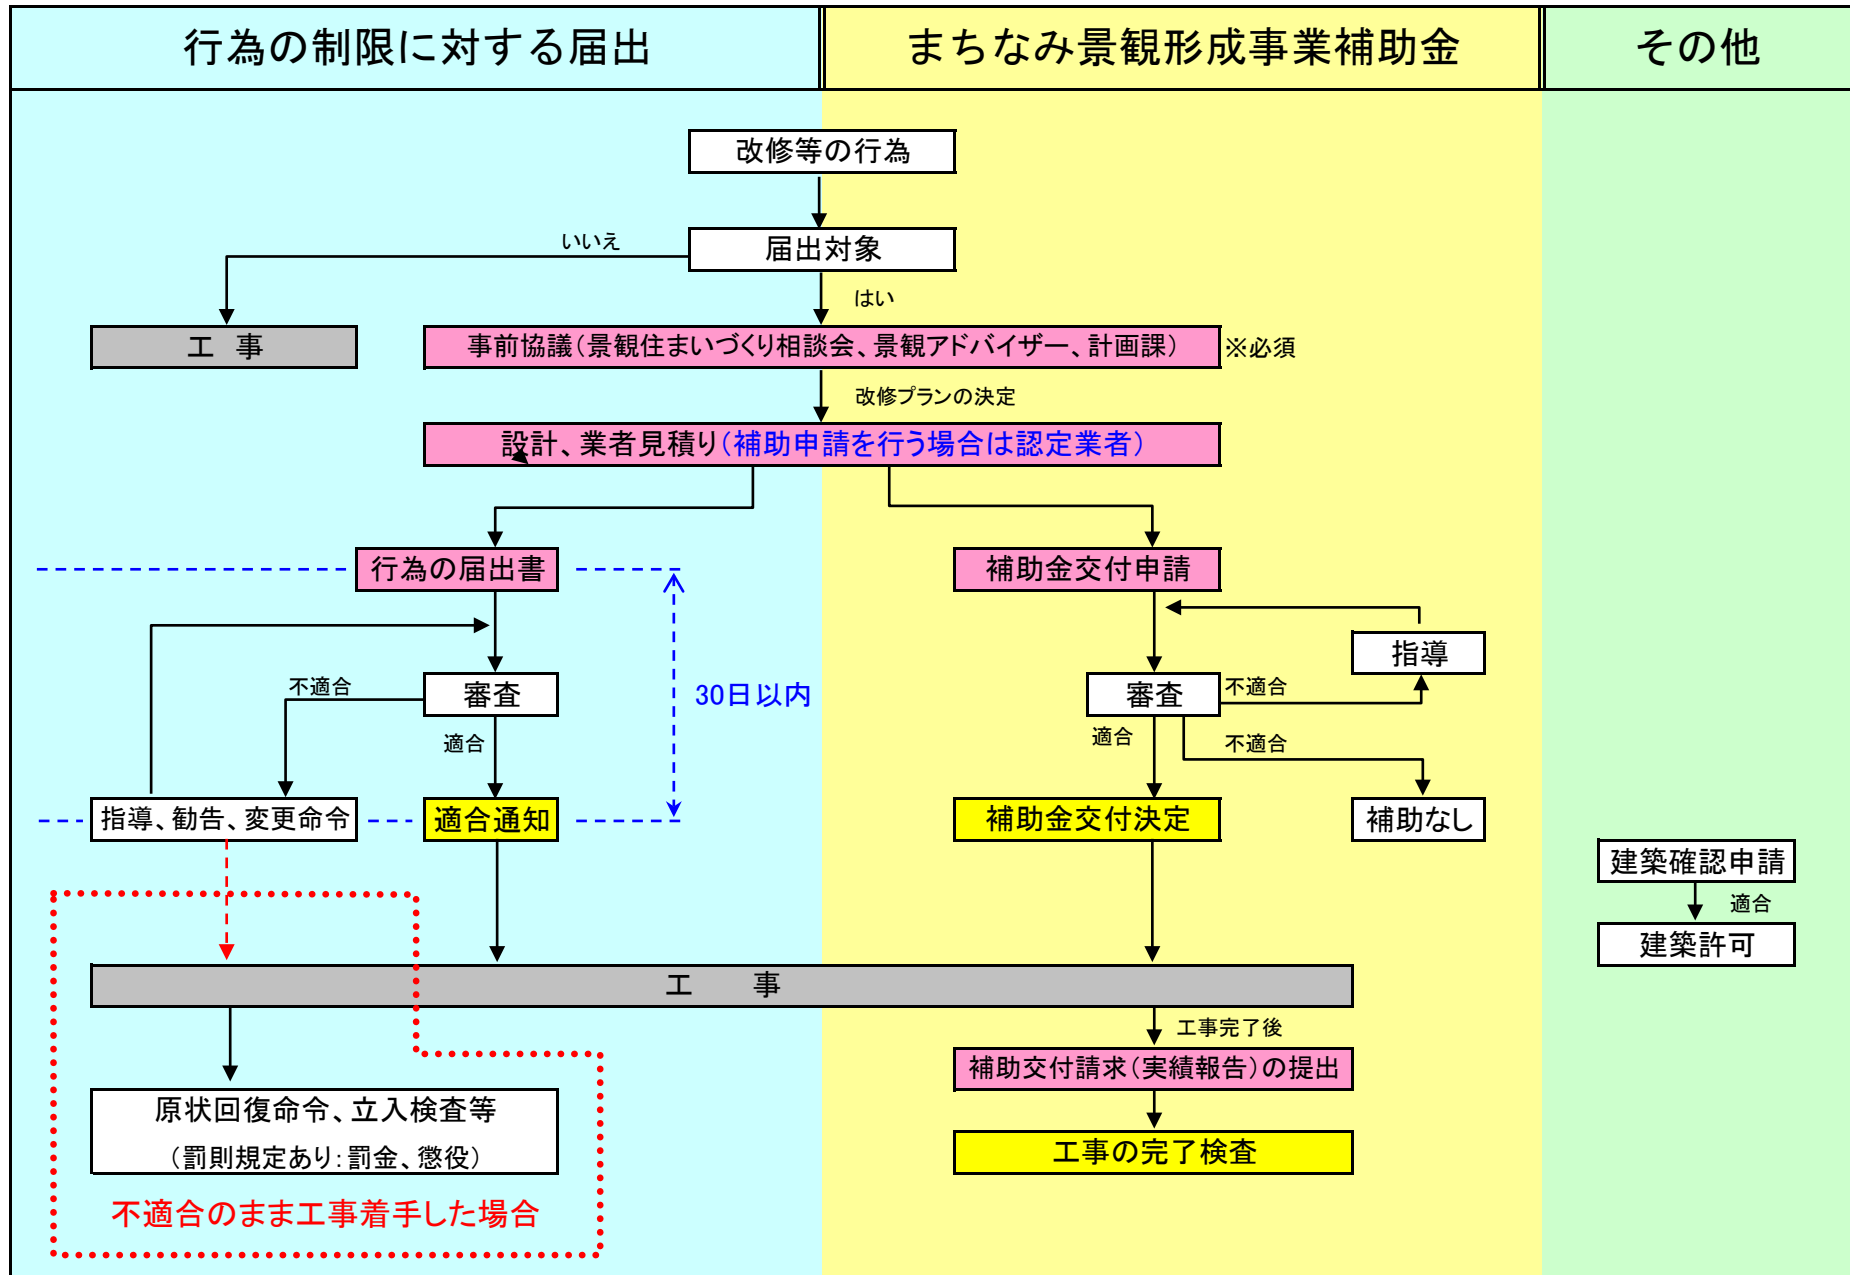 行為の制限に対する届出
まちなみ景観形成事業補助金
その他
改修等の行為
届出対象
いいえ
はい
工 事
事前協議(景観住まいづくり相談会、景観アドバイザー、計画課)
※必須
改修プランの決定
設計、業者見積り(補助申請を行う場合は認定業者)
行為の届出書
補助金交付申請
指導
審査
不適合
適合
30日以内
審査
不適合
適合
不適合
指導、勧告、変更命令
適合通知
補助金交付決定
補助なし
建築確認申請
適合
建築許可
工 事
工事完了後
補助交付請求(実績報告)の提出
原状回復命令、立入検査等
(罰則規定あり:罰金、懲役)
工事の完了検査
不適合のまま工事着手した場合